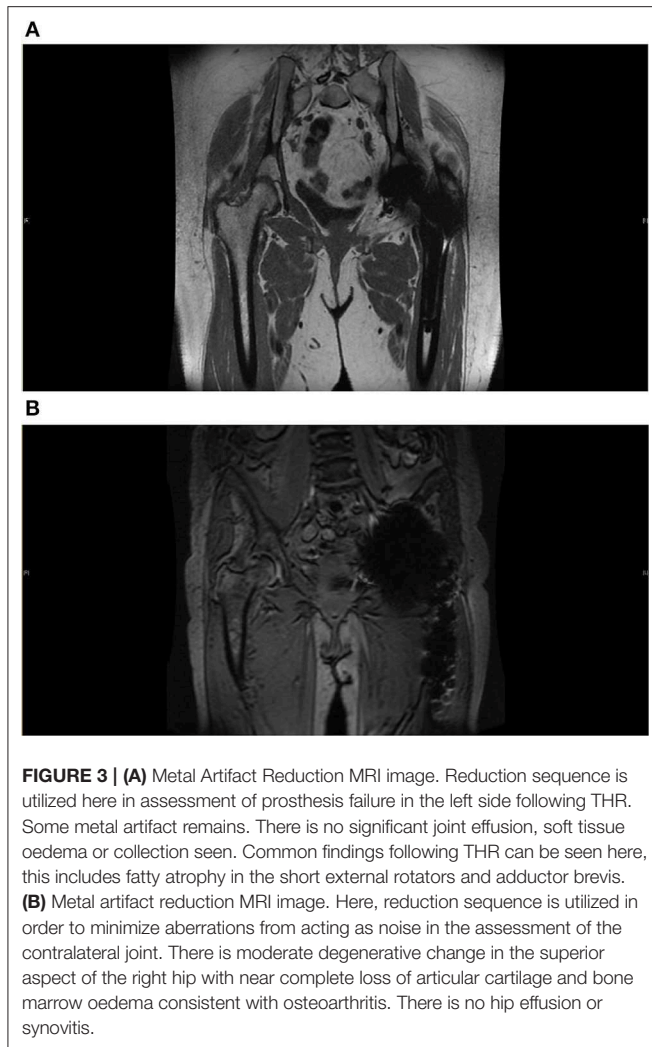 A
B
FIGURE 3 | (A) Metal Artifact Reduction MRI image. Reduction sequence is
utilized here in assessment of prosthesis failure in the left side following THR.
Some metal artifact remains. There is no significant joint effusion, soft tissue
oedema or collection seen. Common findings following THR can be seen here,
this includes fatty atrophy in the short external rotators and adductor brevis.
(B) Metal artifact reduction MRI image. Here, reduction sequence is utilized in
order to minimize aberrations from acting as noise in the assessment of the
contralateral joint. There is moderate degenerative change in the superior
aspect of the right hip with near complete loss of articular cartilage and bone
marrow oedema consistent with osteoarthritis. There is no hip effusion or
synovitis.